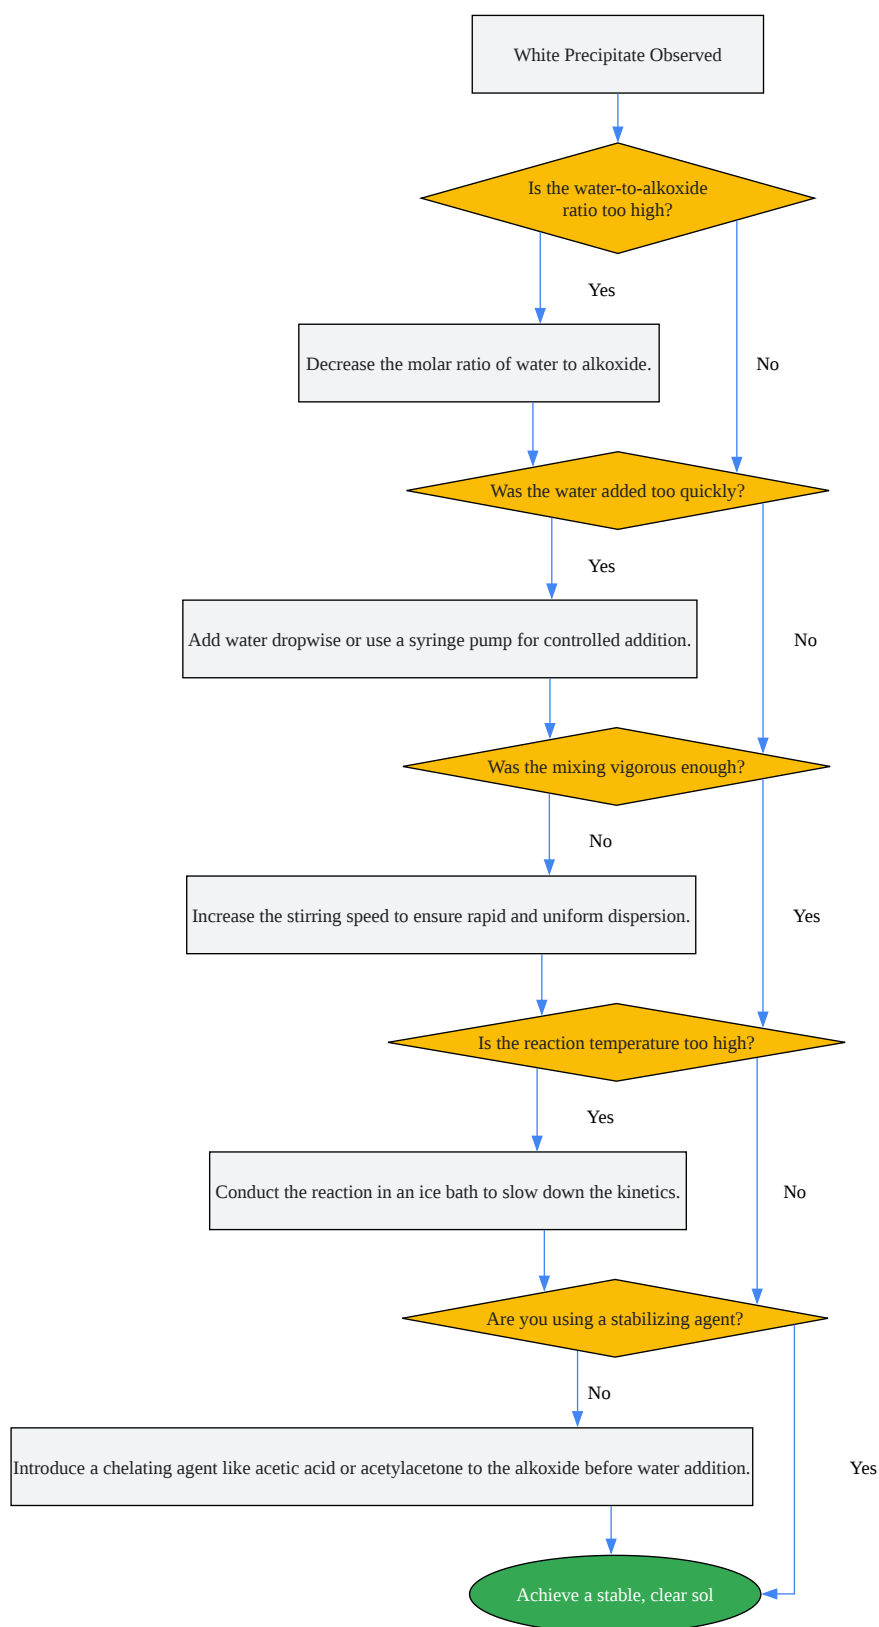 White Precipitate Observed
Is the water-to-alkoxide
ratio too high?
Yes
Decrease the molar ratio of water to alkoxide.
No
Was the water added too quickly?
Yes
Add water dropwise or use a syringe pump for controlled addition.
No
Was the mixing vigorous enough?
No
Increase the stirring speed to ensure rapid and uniform dispersion.
Yes
Is the reaction temperature too high?
Yes
Conduct the reaction in an ice bath to slow down the kinetics.
No
Are you using a stabilizing agent?
No
Introduce a chelating agent like acetic acid or acetylacetone to the alkoxide before water addition.
Yes
Achieve a stable, clear sol